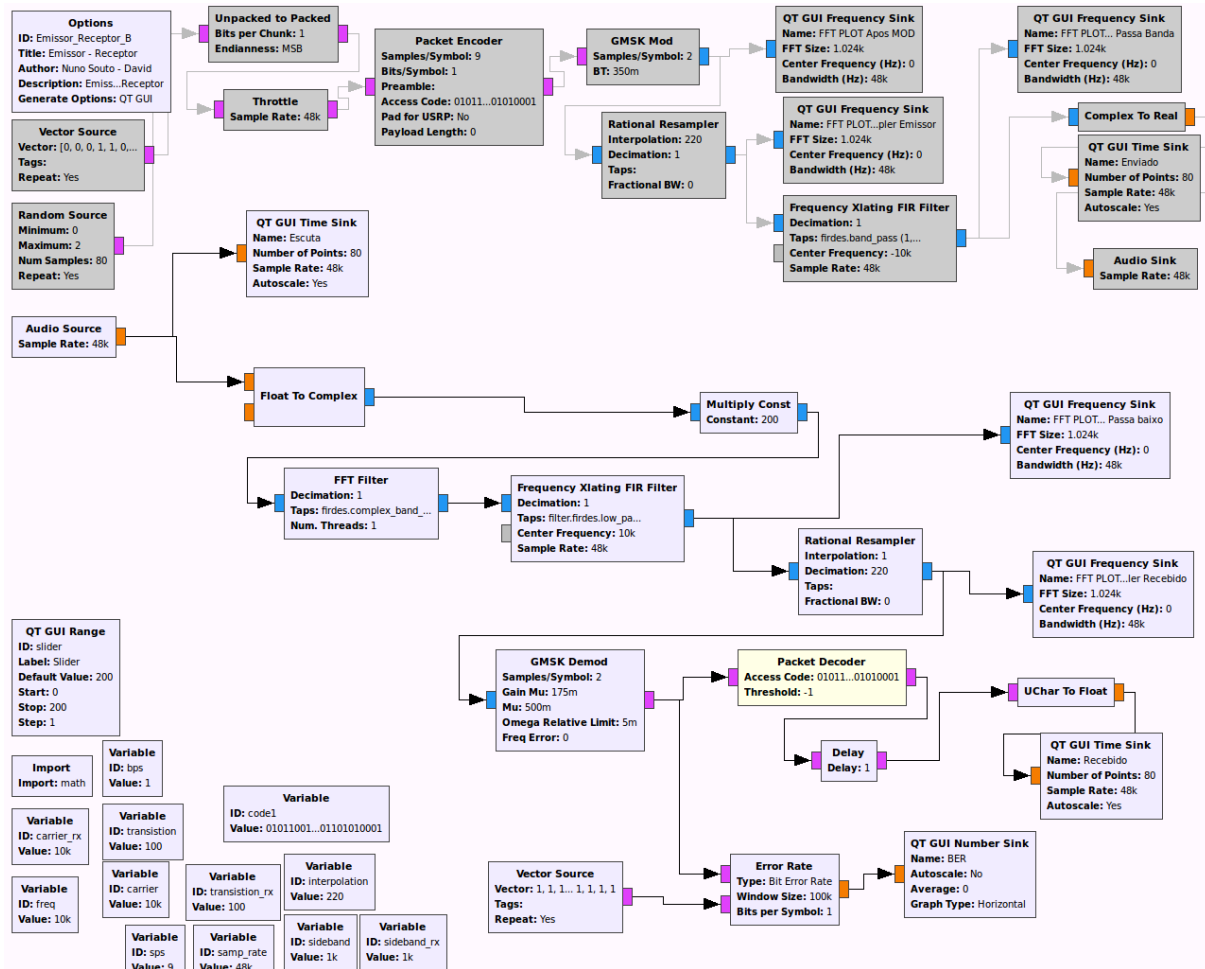 Options
ID: Emissor_Receptor_B
Title: Emissor - Receptor
Author: Nuno Souto - David
Description: Emiss...Receptor
Generate Options: QT GUI
Unpacked to Packed
Bits per Chunk: 1
Endianness: MSB
Throttle
Sample Rate: 48k
Packet Encoder
Samples/Symbol: 9
Bits/Symbol: 1
Preamble:
Access Code: 01011...01010001
Pad for USRP: No
Payload Length: 0
GMSK Mod
Samples/Symbol: 2
BT: 350m
QT GUI Frequency Sink
Name: FFT PLOT Apos MOD
FFT Size: 1.024k
Center Frequency (Hz): 0
Bandwidth (Hz): 48k
QT GUI Frequency Sink
Name: FFT PLOT... Passa Banda
FFT Size: 1.024k
Center Frequency (Hz): 0
Bandwidth (Hz): 48k
Vector Source
Vector: [0, 0, 0, 1, 1, 0,...
Tags:
Repeat: Yes
Rational Resampler
Interpolation: 220
Decimation: 1
Taps:
Fractional BW: 0
QT GUI Frequency Sink
Name: FFT PLOT...pler Emissor
FFT Size: 1.024k
Center Frequency (Hz): 0
Bandwidth (Hz): 48k
Complex To Real
QT GUI Time Sink
Name: Enviado
Number of Points: 80
Sample Rate: 48k
Autoscale: Yes
Random Source
Minimum: 0
Maximum: 2
Num Samples: 80
Repeat: Yes
QT GUI Time Sink
Name: Escuta
Number of Points: 80
Sample Rate: 48k
Autoscale: Yes
Frequency Xlating FIR Filter
Decimation: 1
Taps: firdes.band_pass (1,...
Center Frequency: -10k
Sample Rate: 48k
Audio Sink
Sample Rate: 48k
Audio Source
Sample Rate: 48k
Float To Complex
Multiply Const
Constant: 200
QT GUI Frequency Sink
Name: FFT PLOT... Passa baixo
FFT Size: 1.024k
Center Frequency (Hz): 0
Bandwidth (Hz): 48k
FFT Filter
Decimation: 1
Taps: firdes.complex_band_...
Num. Threads: 1
Frequency Xlating FIR Filter
Decimation: 1
Taps: filter.firdes.low_pa...
Center Frequency: 10k
Sample Rate: 48k
Rational Resampler
Interpolation: 1
Decimation: 220
Taps:
Fractional BW: 0
QT GUI Frequency Sink
Name: FFT PLOT...ler Recebido
FFT Size: 1.024k
Center Frequency (Hz): 0
Bandwidth (Hz): 48k
QT GUI Range
ID: slider
Label: Slider
Default Value: 200
Start: 0
Stop: 200
Step: 1
GMSK Demod
Samples/Symbol: 2
Gain Mu: 175m
Mu: 500m
Omega Relative Limit: 5m
Freq Error: 0
Packet Decoder
Access Code: 01011...01010001
Threshold: -1
UChar To Float
Delay
Delay: 1
QT GUI Time Sink
Name: Recebido
Number of Points: 80
Sample Rate: 48k
Autoscale: Yes
Import
Import: math
Variable
ID: bps
Value: 1
Variable
ID: code1
Value: 01011001...01101010001
Variable
ID: carrier_rx
Value: 10k
Variable
ID: transistion
Value: 100
Variable
ID: freq
Value: 10k
Variable
ID: carrier
Value: 10k
Variable
ID: transistion_rx
Value: 100
Variable
ID: interpolation
Value: 220
Vector Source
Vector: 1, 1, 1... 1, 1, 1, 1
Tags:
Repeat: Yes
Error Rate
Type: Bit Error Rate
Window Size: 100k
Bits per Symbol: 1
QT GUI Number Sink
Name: BER
Autoscale: No
Average: 0
Graph Type: Horizontal
Variable
ID: sps
Value: 9
Variable
ID: samp_rate
Value: 48k
Variable
ID: sideband
Value: 1k
Variable
ID: sideband_rx
Value: 1k